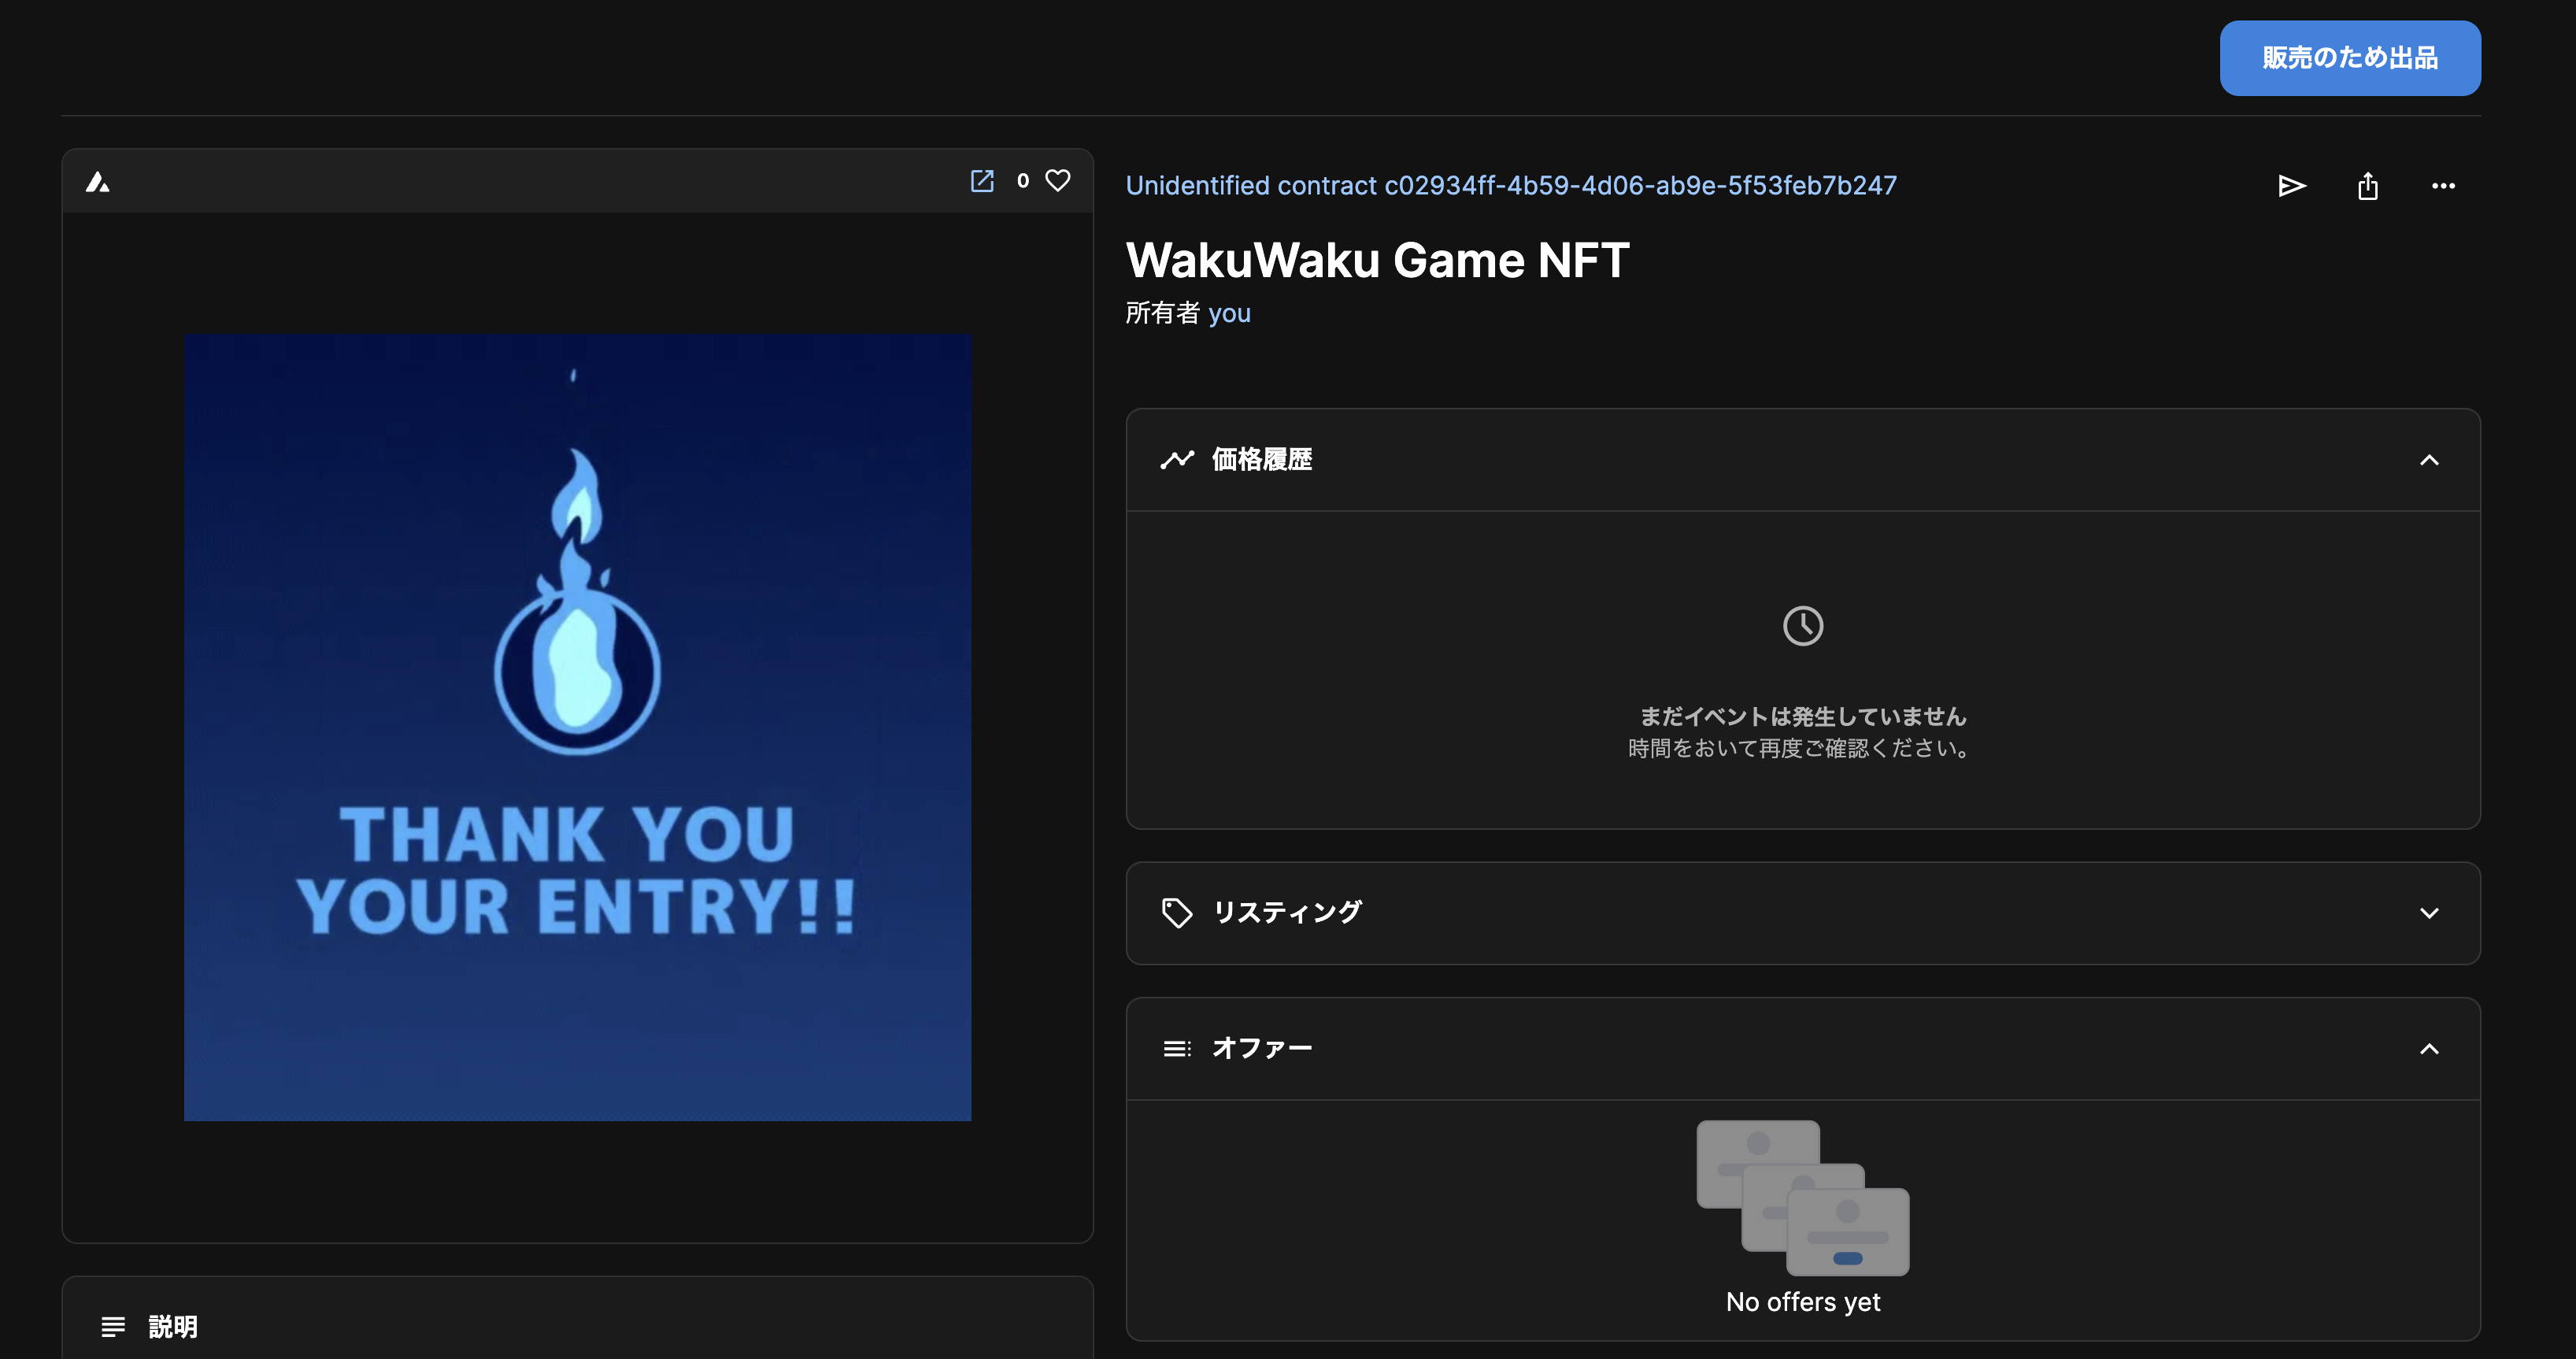 販売のため出品
0
Unidentified contract c02934ff-4b59-4d06-ab9e-5f53feb7b247
WakuWaku Game NFT
所有者 you
THANK YOU
YOUR ENTRY!!
価格履歴
まだイベントは発生していません
時間をおいて再度ご確認ください。
リスティング
オファー
No offers yet
説明